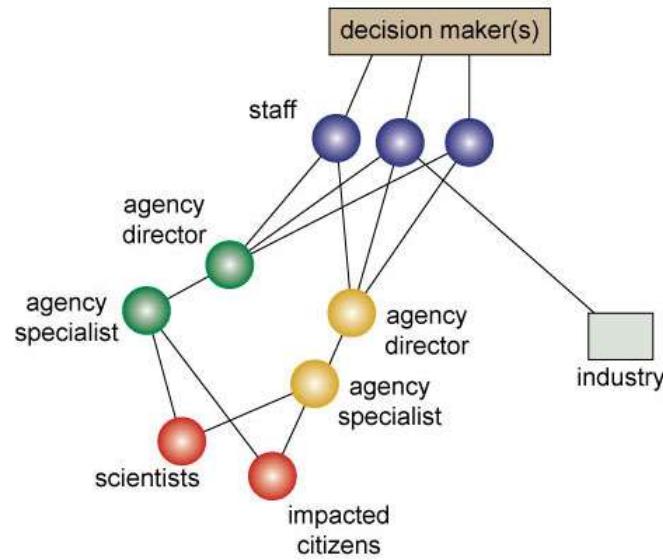 decision maker(s)
staff
agency
director
agency
specialist
agency
director
agency
specialist
industry
scientists
impacted
citizens